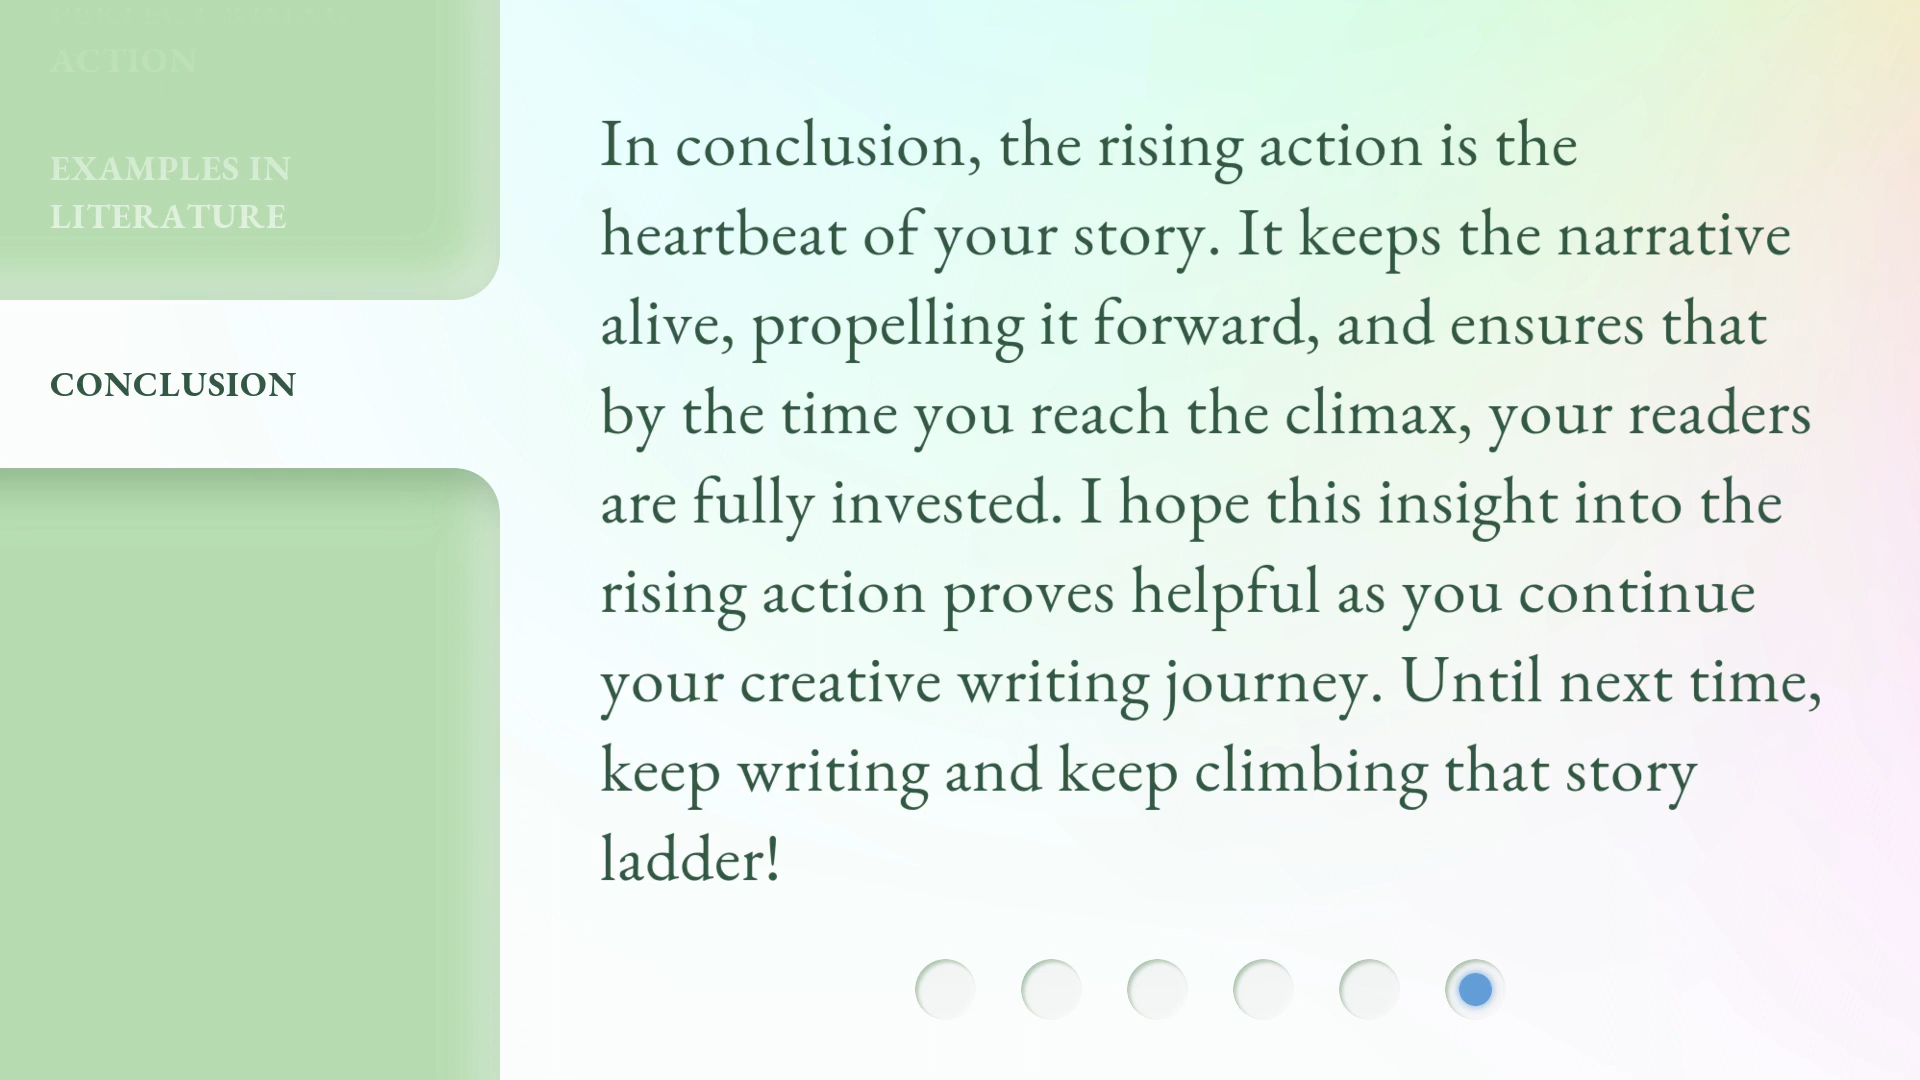 ACTION
EXAMPLES IN
LITERATURE
CONCLUSION
In conclusion, the rising action is the
heartbeat of your story. It keeps the narrative
alive, propelling it forward, and ensures that
by the time you reach the climax, your readers
are fully invested. I hope this insight into the
rising action proves helpful as you continue
your creative writing journey. Until next time,
keep writing and keep climbing that story
ladder!